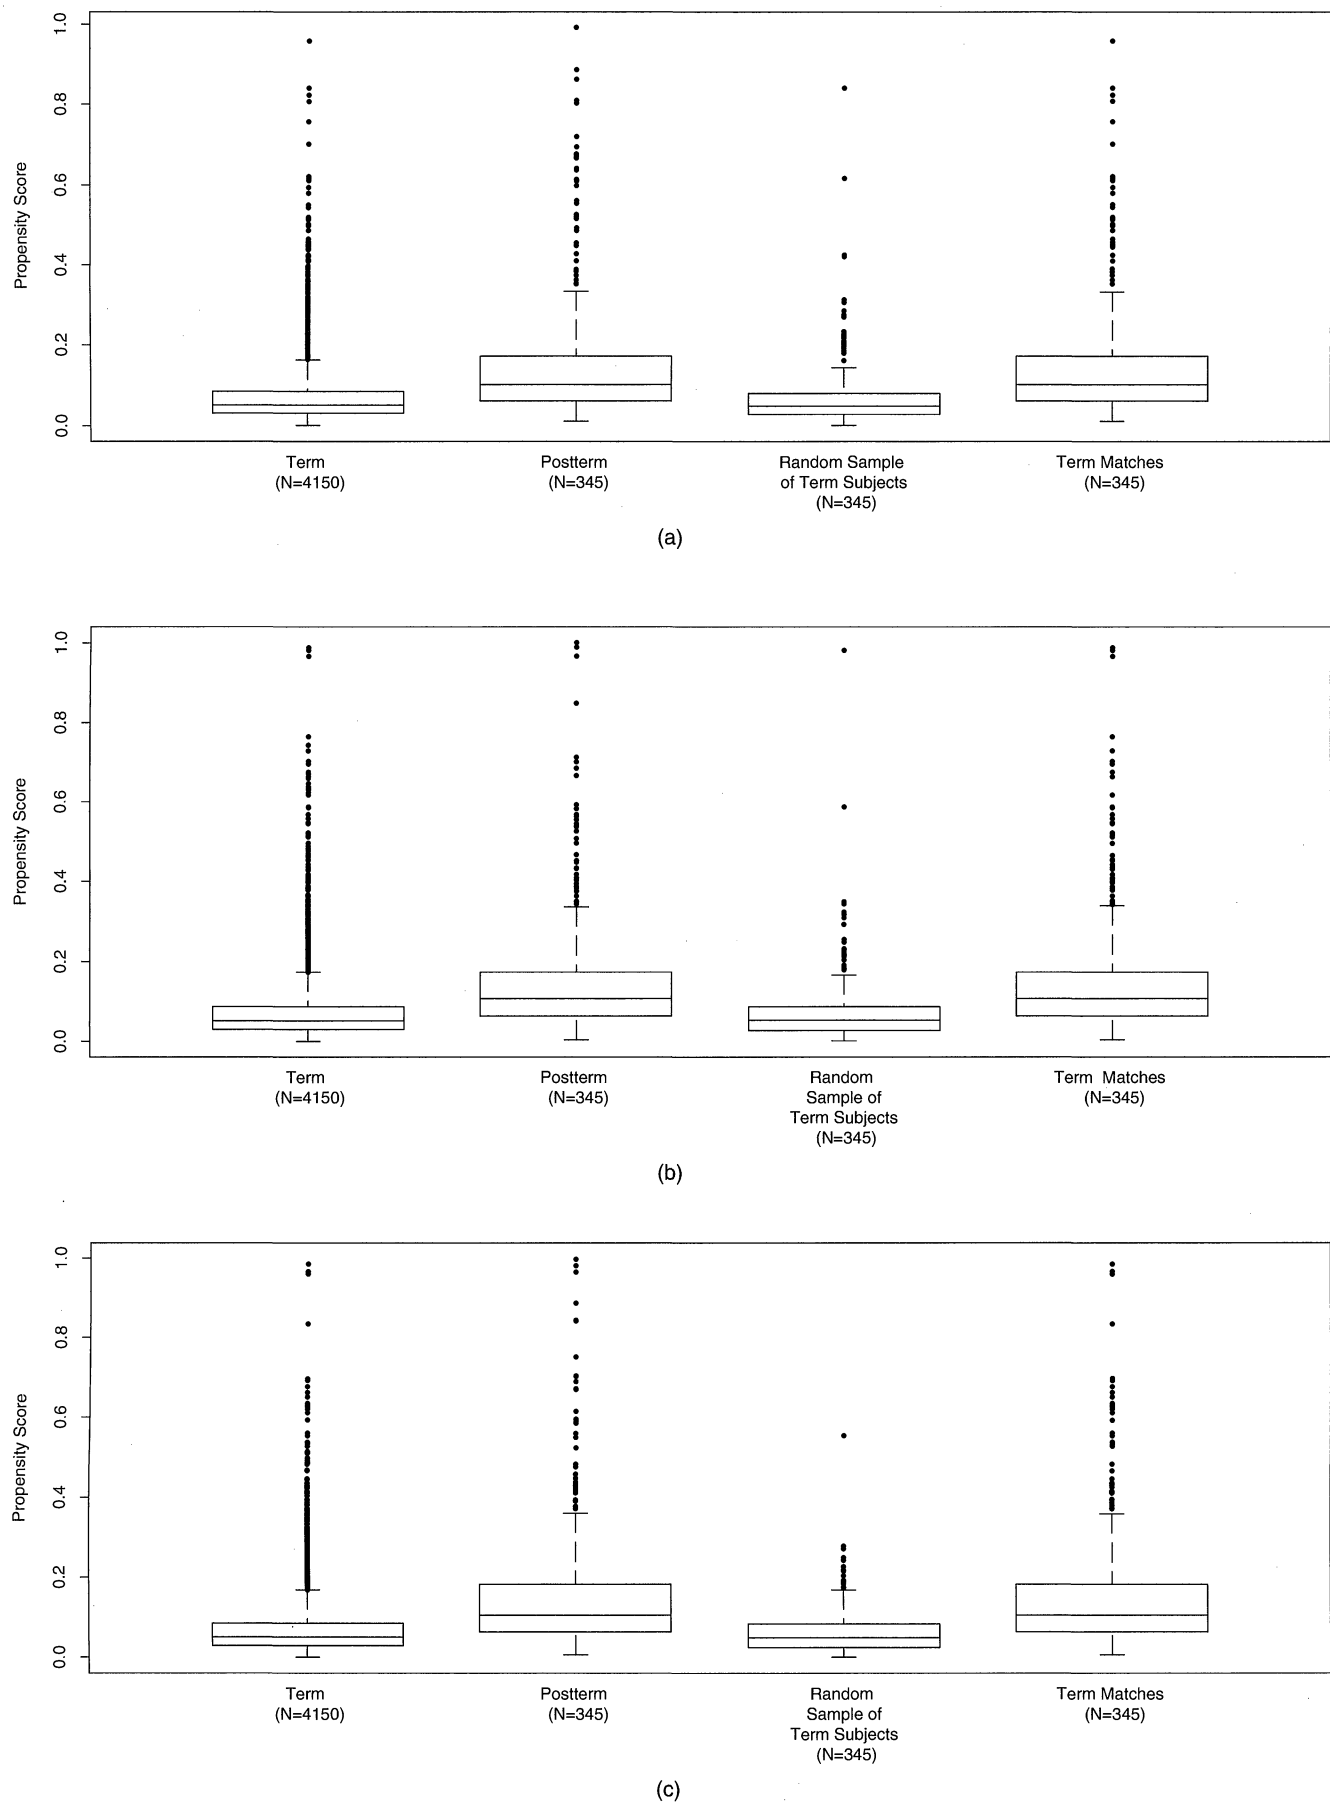 1.0
0.8
0.6
0.4
0.2
0.0
Propensity Score
Term
(N=4150)
Postterm
(N=345)
Random Sample
of Term Subjects
(N=345)
Term Matches
(N=345)
(a)
1.0
0.8
0.6
0.4
0.2
0.0
Propensity Score
Term
(N=4150)
Postterm
(N=345)
Random
Sample of
Term Subjects
(N=345)
Term Matches
(N=345)
(b)
1.0
0.8
0.6
0.4
0.2
0.0
Propensity Score
Term
(N=4150)
Postterm
(N=345)
Random
Sample of
Term Subjects
(N=345)
Term Matches
(N=345)
(c)